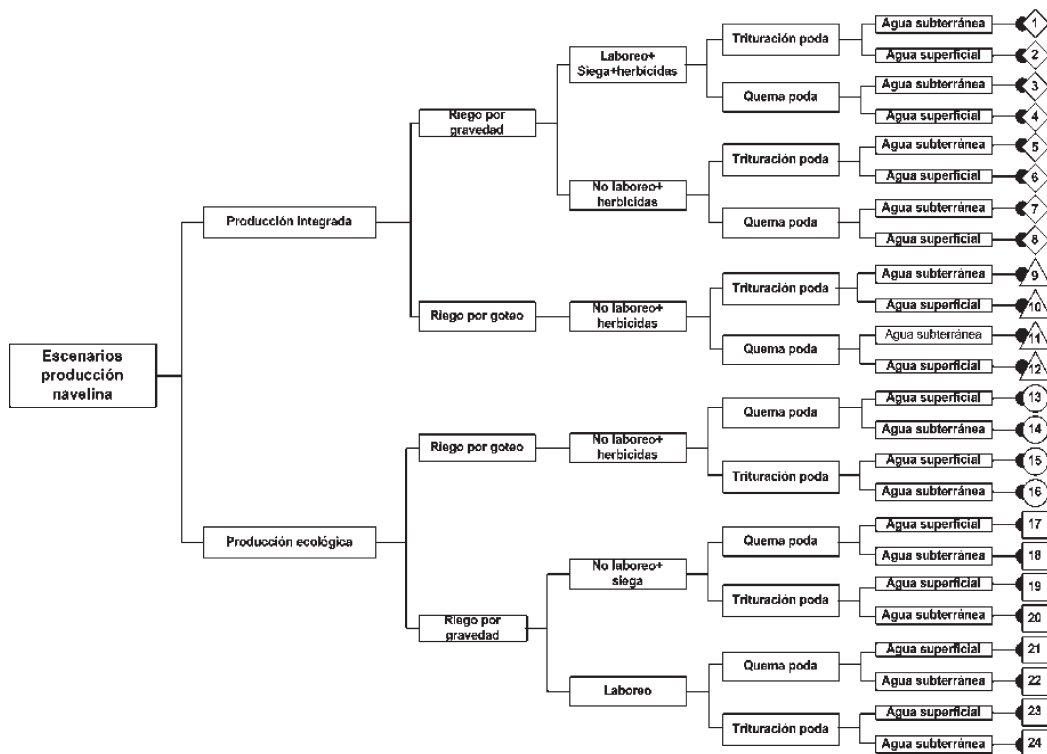 Escenarios
producción
navelina
Producción integrada
Riego por
gravedad
Laboreo+
Siega+herbicidas
Trituración poda
Agua subterránea
1
Agua superficial
2
Quema poda
Agua subterránea
3
Agua superficial
4
No laboreo+
herbicidas
Trituración poda
Agua subterránea
5
Agua superficial
6
Quema poda
Agua subterránea
7
Agua superficial
8
Riego por goteo
No laboreo+
herbicidas
Trituración poda
Agua subterránea
9
Agua superficial
10
Quema poda
Agua subterránea
11
Agua superficial
12
Producción ecológica
Riego por goteo
No laboreo+
herbicidas
Quema poda
Agua superficial
13
Agua subterránea
14
Trituración poda
Agua superficial
15
Agua subterránea
16
Riego por
gravedad
No laboreo+
siega
Quema poda
Agua superficial
17
Agua subterránea
18
Trituración poda
Agua superficial
19
Agua subterránea
20
Laboreo
Quema poda
Agua superficial
21
Agua subterránea
22
Trituración poda
Agua superficial
23
Agua subterránea
24